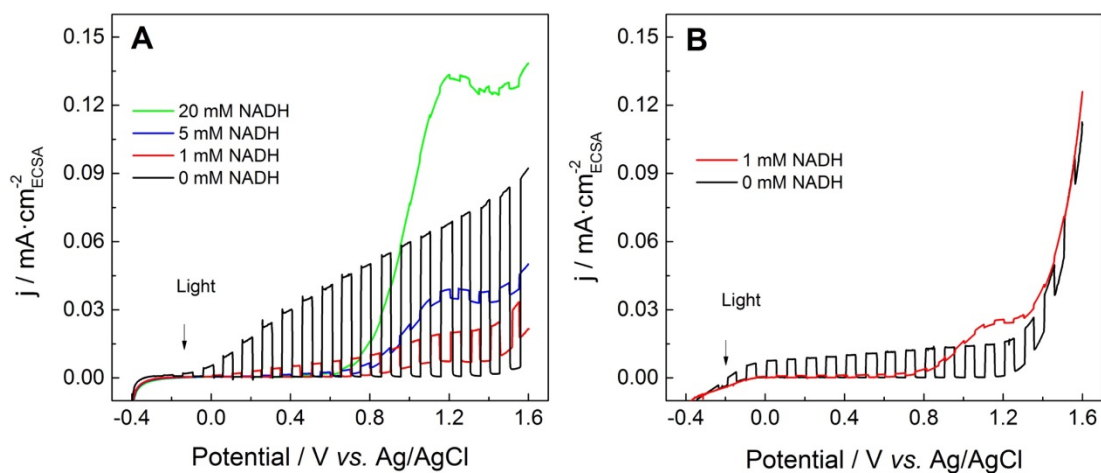 A
0.15
0.12
0.09
0.06
0.03
0.00
j / mA·cm⁻²ECSA
20 mM NADH
5 mM NADH
1 mM NADH
0 mM NADH
Light
-0.4 0.0 0.4 0.8 1.2 1.6
Potential / V vs. Ag/AgCl
B
0.15
0.12
0.09
0.06
0.03
0.00
j / mA·cm⁻²ECSA
1 mM NADH
0 mM NADH
Light
-0.4 0.0 0.4 0.8 1.2 1.6
Potential / V vs. Ag/AgCl